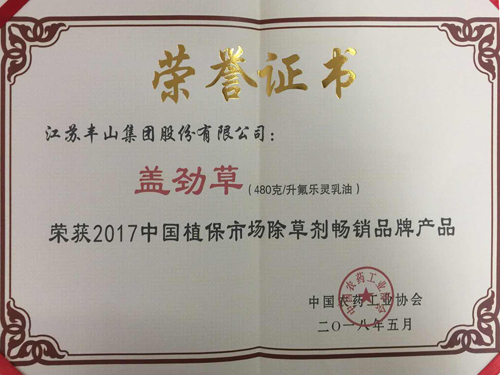 荣誉证书
江苏丰山集团股份有限公司：
盖劲草（480克/升氟乐灵乳油）
荣获2017中国植保市场除草剂畅销品牌产品
中国农药工业协会
二〇一八年五月